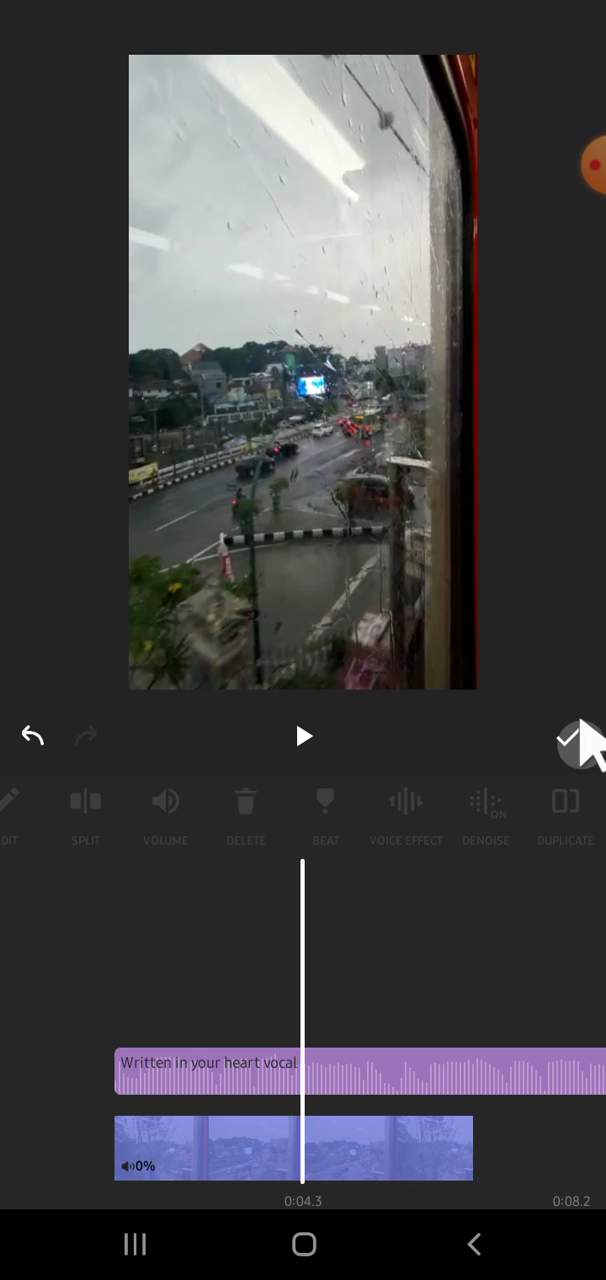 DIT
SPLIT
VOLUME
DELETE
BEAT
VOICE EFFECT
ON
DENOISE
DUPLICATE
Written in your heart vocal
0%
0:04.3
0:08.2